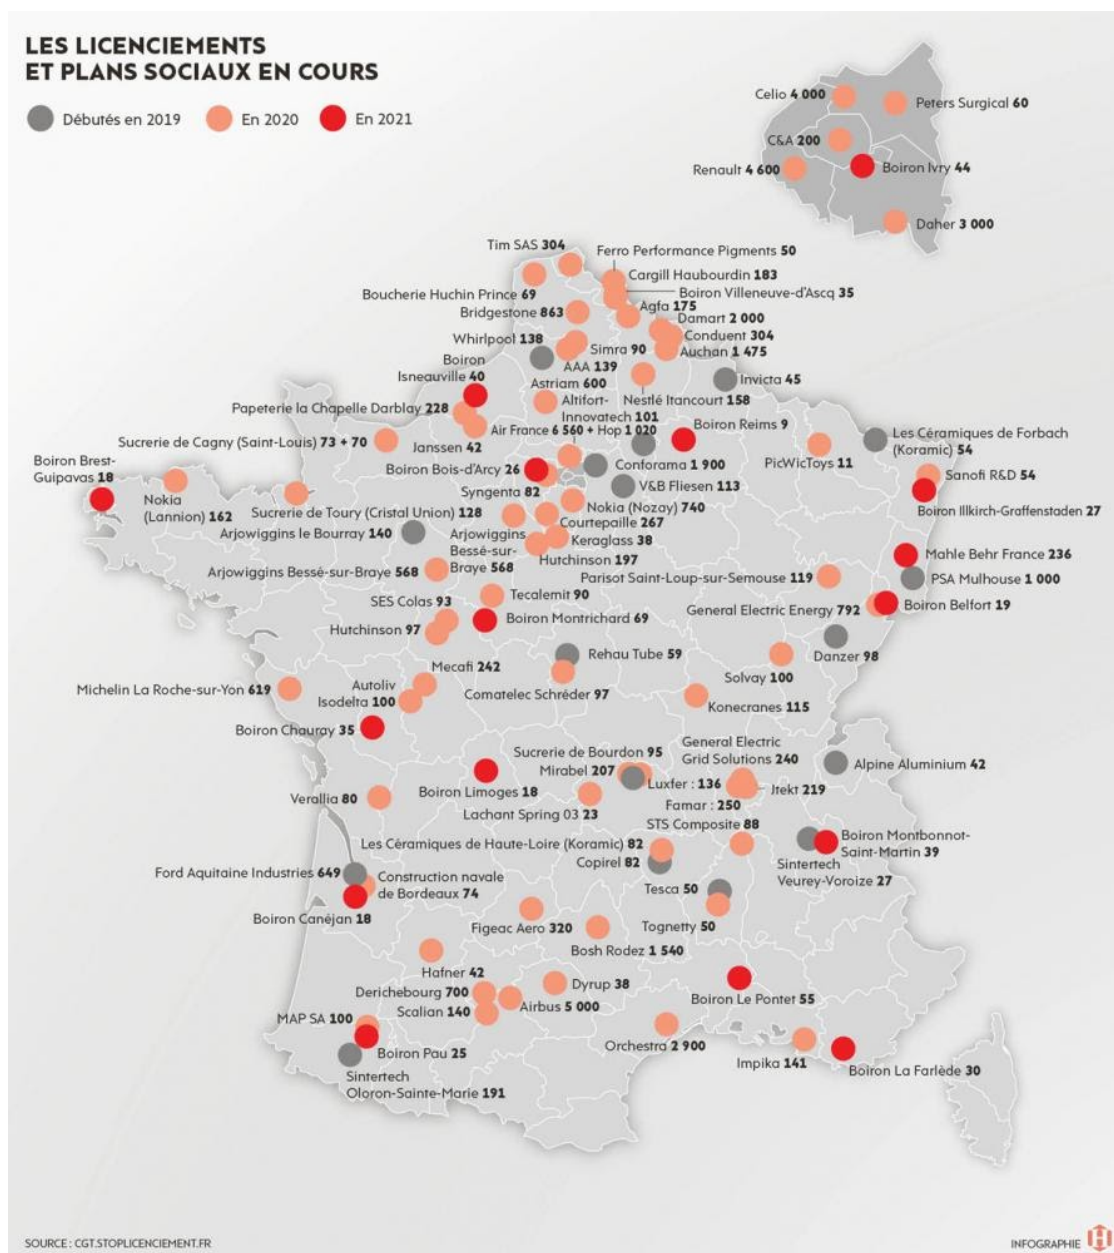 LES LICENCIEMENTS
ET PLANS SOCIAUX EN COURS
Débutés en 2019
En 2020
En 2021
Celio 4 000
Peters Surgical 60
C&A 200
Renault 4 600
Boiron Ivry 44
Daher 3 000
Tim SAS 304
Ferro Performance Pigments 50
Cargill Haubourdin 183
Boiron Villeneuve-d'Ascq 35
Boucherie Huchin Prince 69
Agfa 175
Bridgestone 863
Damart 2 000
Conduent 304
Whirlpool 138
Simra 90
Auchan 1 475
AAA 139
Boiron
Isneauville 40
Invicta 45
Astriam 600
Nestlé Itancourt 158
Altifort-
Innovatech 101
Papeterie la Chapelle Darblay 228
Boiron Reims 9
Air France 6 560 + Hop 1 020
Janssen 42
Sucrerie de Cagny (Saint-Louis) 73 + 70
Les Céramiques de Forbach
(Koramic) 54
PicWicToys 11
Boiron Brest-
Guipavas 18
Boiron Bois-d'Arcy 26
Conforama 1 900
Sanofi R&D 54
Syngenta 82
V&B Fliesen 113
Nokia
(Lannion) 162
Sucrerie de Toury (Cristal Union) 128
Nokia (Nozay) 740
Boiron Illkirch-Graffenstaden 27
Courtepaille 267
Arjowiggins le Bourray 140
Arjowiggins
Bessé-sur-
Braye 568
Keraglass 38
Hutchinson 197
Mahle Behr France 236
Arjowiggins Bessé-sur-Braye 568
Parisot Saint-Loup-sur-Semouse 119
PSA Mulhouse 1 000
SES Colas 93
Tecalemit 90
General Electric Energy 792
Boiron Belfort 19
Hutchinson 97
Boiron Montrichard 69
Rehau Tube 59
Danzer 98
Mecafi 242
Solvay 100
Michelin La Roche-sur-Yon 619
Autoliv
Isodelta 100
Comatelec Schréder 97
Konecranes 115
Boiron Chauray 35
General Electric
Grid Solutions 240
Sucrerie de Bourdon 95
Mirabel 207
Alpine Aluminium 42
Boiron Limoges 18
Luxfer : 136
Jtekt 219
Verallia 80
Lachant Spring 03 23
Famar : 250
STS Composite 88
Les Céramiques de Haute-Loire (Koramic) 82
Boiron Montbonnot-
Saint-Martin 39
Copirel 82
Sintertech
Veurey-Voroize 27
Ford Aquitaine Industries 649
Construction navale
de Bordeaux 74
Tesca 50
Boiron Canéjan 18
Figeac Aero 320
Tognetty 50
Bosh Rodez 1 540
Hafner 42
Derichebourg 700
Dyrup 38
Boiron Le Pontet 55
Scalian 140
Airbus 5 000
MAP SA 100
Orchestra 2 900
Boiron Pau 25
Impika 141
Boiron La Farlède 30
Sintertech
Oloron-Sainte-Marie 191
SOURCE : CGT.STOPLICENCIEMENT.FR
INFOGRAPHIE H